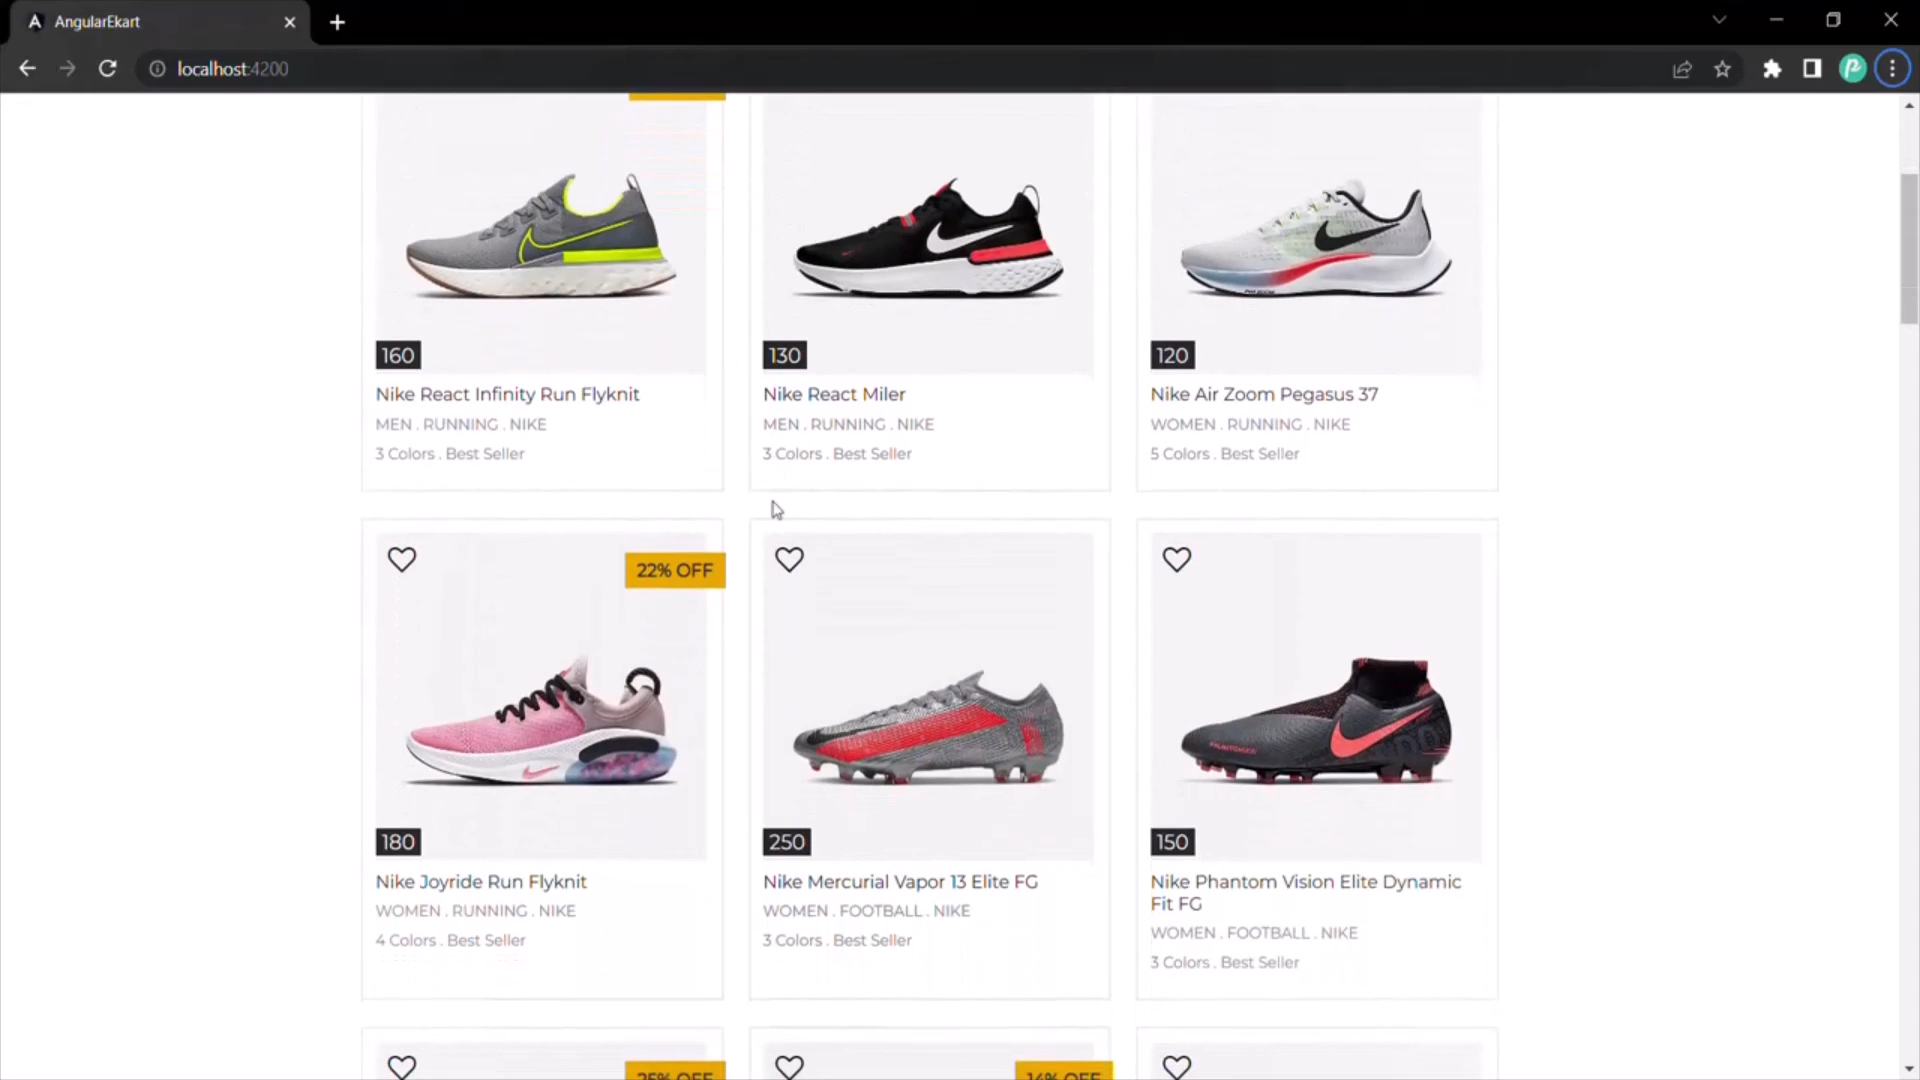 AngularEkart
localhost:4200
160
130
120
Nike React Infinity Run Flyknit
Nike React Miler
Nike Air Zoom Pegasus 37
MEN . RUNNING . NIKE
MEN . RUNNING . NIKE
WOMEN . RUNNING . NIKE
3 Colors . Best Seller
3 Colors . Best Seller
5 Colors . Best Seller
22% OFF
180
250
150
Nike Joyride Run Flyknit
Nike Mercurial Vapor 13 Elite FG
Nike Phantom Vision Elite Dynamic
Fit FG
WOMEN . RUNNING . NIKE
WOMEN . FOOTBALL . NIKE
WOMEN . FOOTBALL . NIKE
4 Colors . Best Seller
3 Colors . Best Seller
3 Colors . Best Seller
25% OFF
14% OFF